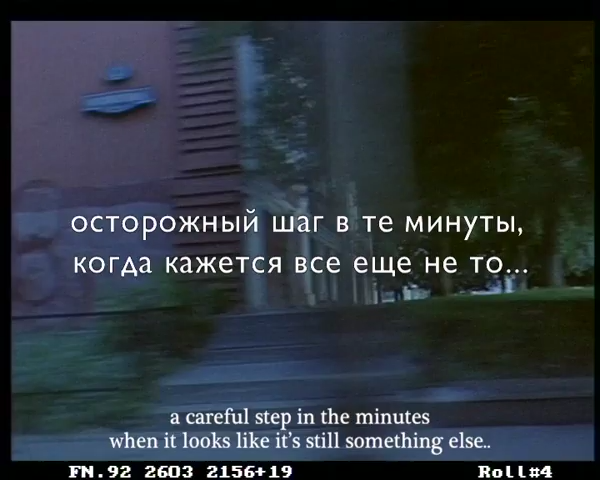 осторожный шаг в те минуты,
когда кажется все еще не то...
a careful step in the minutes
when it looks like it's still something else..
FN.92 2603 2156+19 Roll#4